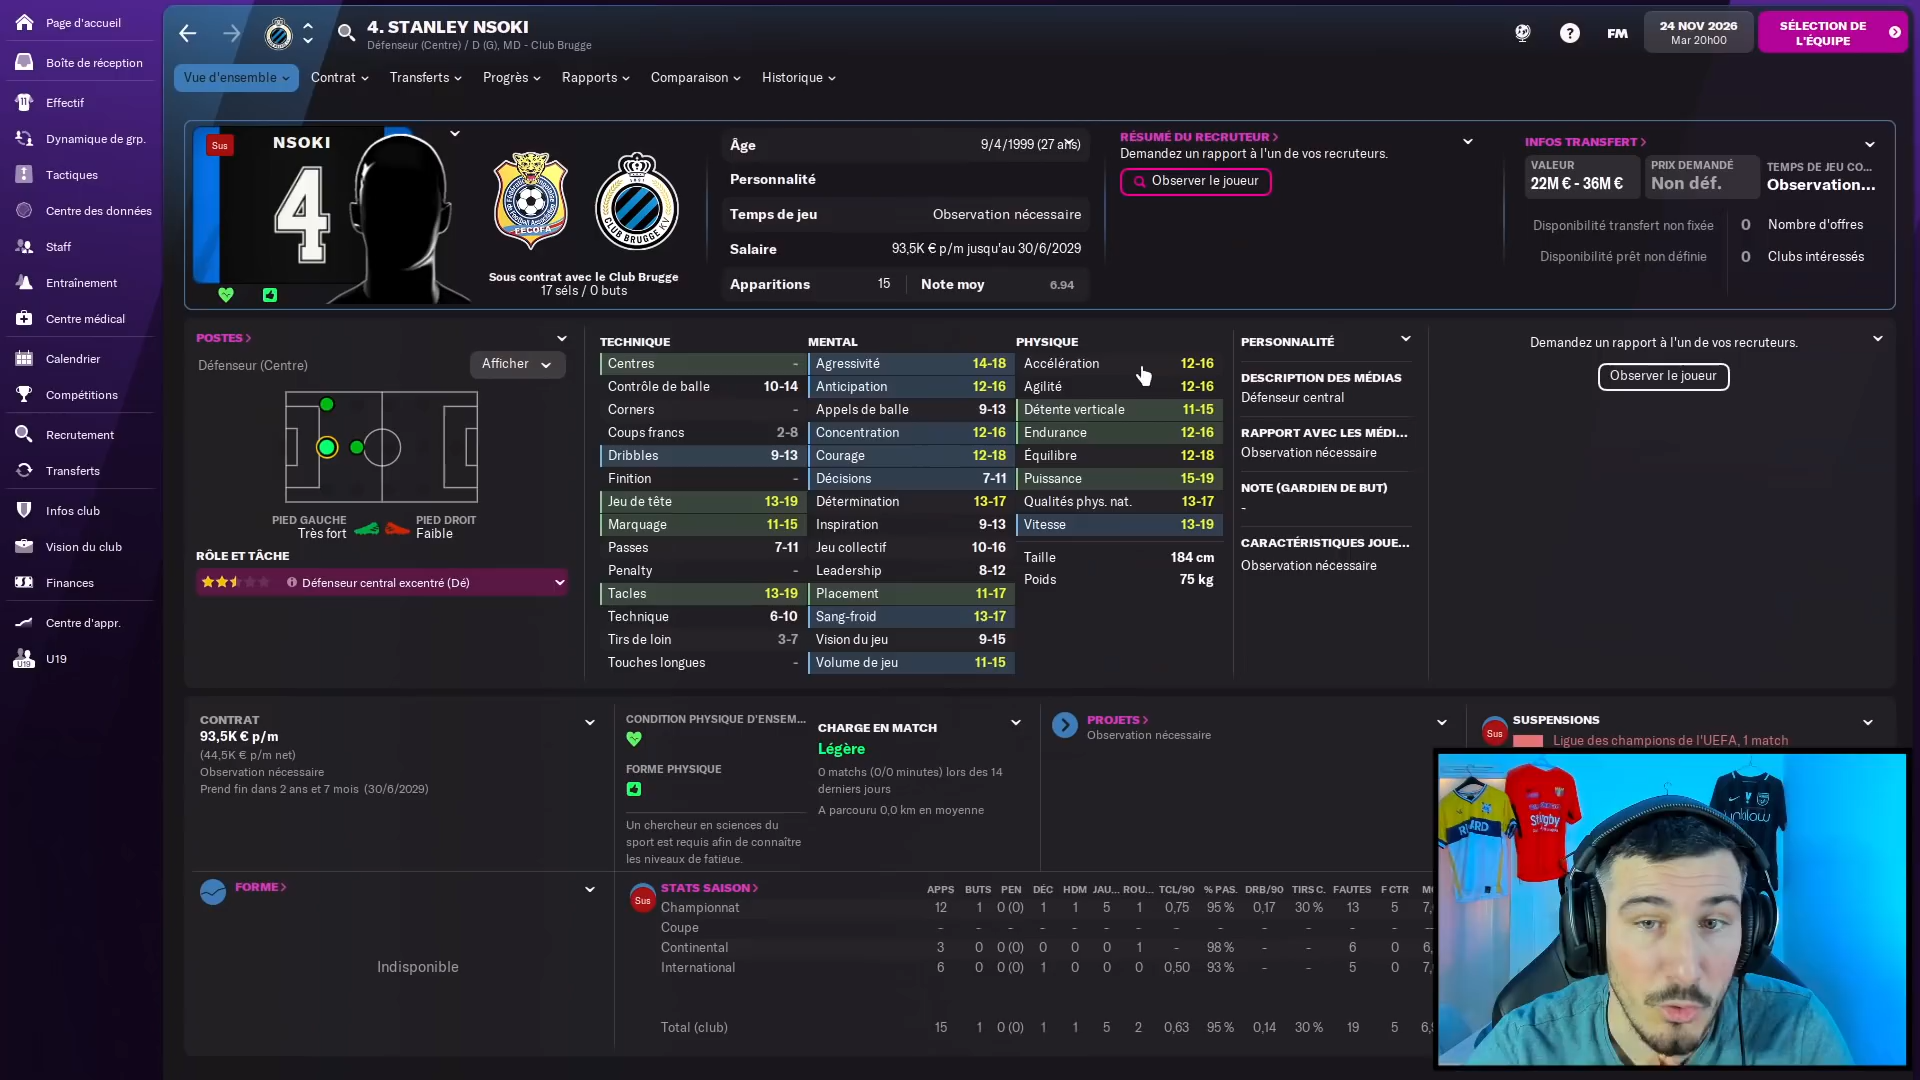 Page d'accueil
Boîte de réception
Effectif
Dynamique de grp.
Tactiques
Centre des données
Staff
Entraînement
Centre médical
Calendrier
Compétitions
Recrutement
Transferts
Infos club
Vision du club
Finances
Centre d'appr.
U19
4. STANLEY NSOKI
Défenseur (Centre) / D (G), MD - Club Brugge
FM
24 NOV 2026
Mar 20h00
SÉLECTION DE
L'ÉQUIPE
Vue d'ensemble
Contrat
Transferts
Progrès
Rapports
Comparaison
Historique
Sus
NSOKI
4
FECOFA
CLUB BRUGGE KV
Sous contrat avec le Club Brugge
17 séls / 0 buts
Âge 9/4/1999 (27 ans)
Personnalité
Temps de jeu Observation nécessaire
Salaire 93,5K € p/m jusqu'au 30/6/2029
Apparitions 15 Note moy 6.94
RÉSUMÉ DU RECRUTEUR >
Demandez un rapport à l'un de vos recruteurs.
Observer le joueur
INFOS TRANSFERT >
VALEUR
22M € - 36M €
PRIX DEMANDÉ
Non déf.
TEMPS DE JEU CO...
Observation...
Disponibilité transfert non fixée
0 Nombre d'offres
Disponibilité prêt non définie
0 Clubs intéressés
POSTES >
Défenseur (Centre)
Afficher
PIED GAUCHE
Très fort
PIED DROIT
Faible
RÔLE ET TÂCHE
Défenseur central excentré (Dé)
TECHNIQUE
Centres -
Contrôle de balle 10-14
Corners -
Coups francs 2-8
Dribbles 9-13
Finition -
Jeu de tête 13-19
Marquage 11-15
Passes 7-11
Penalty -
Tacles 13-19
Technique 6-10
Tirs de loin 3-7
Touches longues -
MENTAL
Agressivité 14-18
Anticipation 12-16
Appels de balle 9-13
Concentration 12-16
Courage 12-18
Décisions 7-11
Détermination 13-17
Inspiration 9-13
Jeu collectif 10-16
Leadership 8-12
Placement 11-17
Sang-froid 13-17
Vision du jeu 9-15
Volume de jeu 11-15
PHYSIQUE
Accélération 12-16
Agilité 12-16
Détente verticale 11-15
Endurance 12-16
Équilibre 12-18
Puissance 15-19
Qualités phys. nat. 13-17
Vitesse 13-19
Taille 184 cm
Poids 75 kg
PERSONNALITÉ
DESCRIPTION DES MÉDIAS
Défenseur central
RAPPORT AVEC LES MÉDI...
Observation nécessaire
NOTE (GARDIEN DE BUT)
-
CARACTÉRISTIQUES JOUE...
Observation nécessaire
Demandez un rapport à l'un de vos recruteurs.
Observer le joueur
CONTRAT
93,5K € p/m
(44,5K € p/m net)
Observation nécessaire
Prend fin dans 2 ans et 7 mois (30/6/2029)
CONDITION PHYSIQUE D'ENSEM...
FORME PHYSIQUE
Un chercheur en sciences du
sport est requis afin de connaître
les niveaux de fatigue.
CHARGE EN MATCH
Légère
0 matchs (0/0 minutes) lors des 14
derniers jours
A parcouru 0,0 km en moyenne
PROJETS >
Observation nécessaire
Sus
SUSPENSIONS
Ligue des champions de l'UEFA, 1 match
FORME >
Indisponible
Sus
STATS SAISON > APPS BUTS PEN DÉC HDM JAU... ROU... TCL/90 % PAS. DRB/90 TIRS C. FAUTES F CTR
Championnat 12 1 0 (0) 1 1 5 1 0,75 95 % 0,17 30 % 13 5
Coupe - - - - - - - - - - - - -
Continental 3 0 0 (0) 0 0 0 1 - 98 % - - 6 0
International 6 0 0 (0) 1 0 0 0 0,50 93 % - - 5 0
Total (club) 15 1 0 (0) 1 1 5 2 0,63 95 % 0,14 30 % 19 5